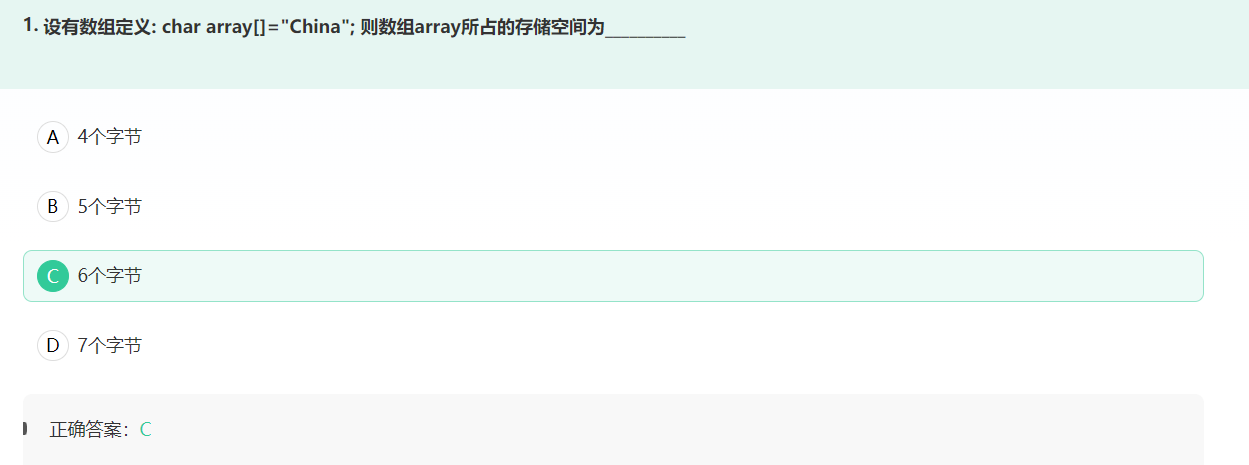 1. 设有数组定义: char array[]="China"; 则数组array所占的存储空间为_________
A 4个字节
B 5个字节
C 6个字节
D 7个字节
正确答案：C